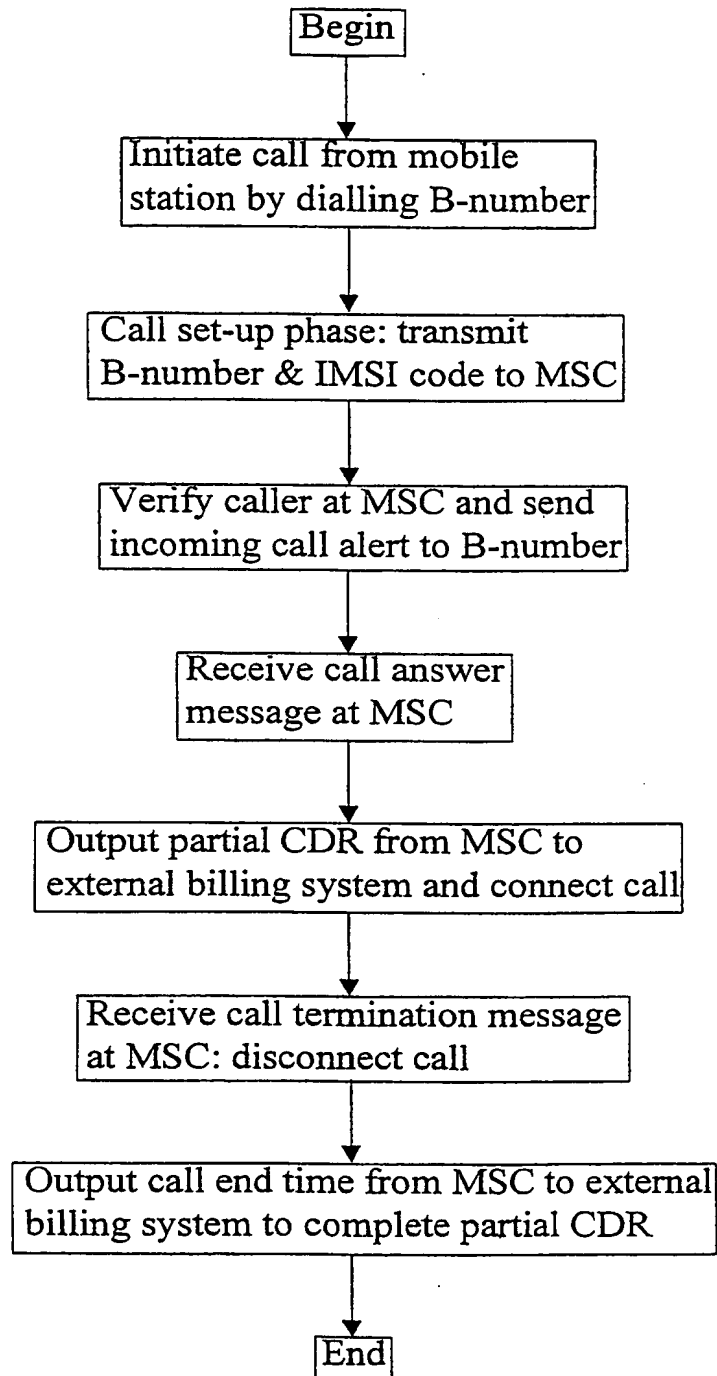 Begin
Initiate call from mobile
station by dialling B-number
Call set-up phase: transmit
B-number & IMSI code to MSC
Verify caller at MSC and send
incoming call alert to B-number
Receive call answer
message at MSC
Output partial CDR from MSC to
external billing system and connect call
Receive call termination message
at MSC: disconnect call
Output call end time from MSC to external
billing system to complete partial CDR
End